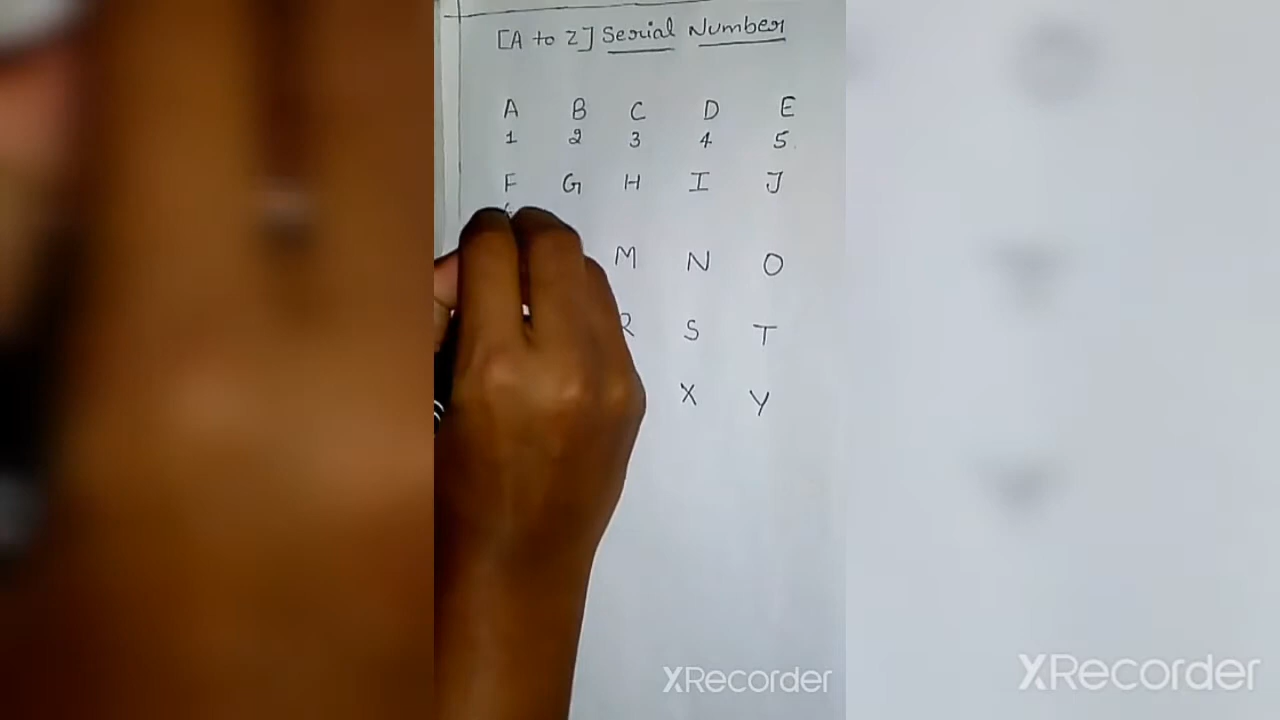 [A to Z] Serial Number
A B C D E
1 2 3 4 5
F G H I J
M N O
R S T
X Y
XRecorder
XRecorder